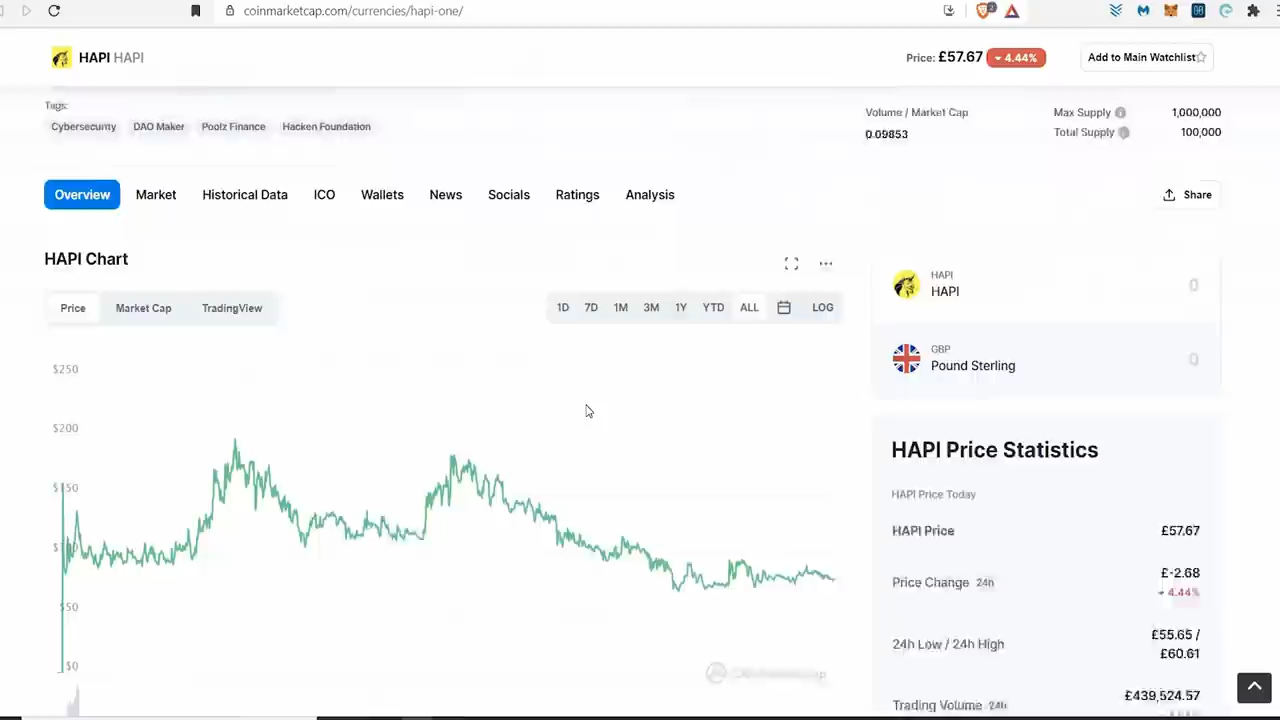 coinmarketcap.com/currencies/hapi-one/
HAPI HAPI
Price: £57.67 4.44%
Add to Main Watchlist
Tags:
Cybersecurity DAO Maker Poolz Finance Hacken Foundation
Volume / Market Cap
0.09853
Max Supply 1,000,000
Total Supply 100,000
Overview Market Historical Data ICO Wallets News Socials Ratings Analysis
Share
HAPI Chart
Price Market Cap TradingView
1D 7D 1M 3M 1Y YTD ALL LOG
$250
$200
$150
$50
$0
HAPI
HAPI
0
GBP
Pound Sterling
0
HAPI Price Statistics
HAPI Price Today
HAPI Price £57.67
Price Change 24h £-2.68
4.44%
24h Low / 24h High £55.65 /
£60.61
Trading Volume 24h £439,524.57